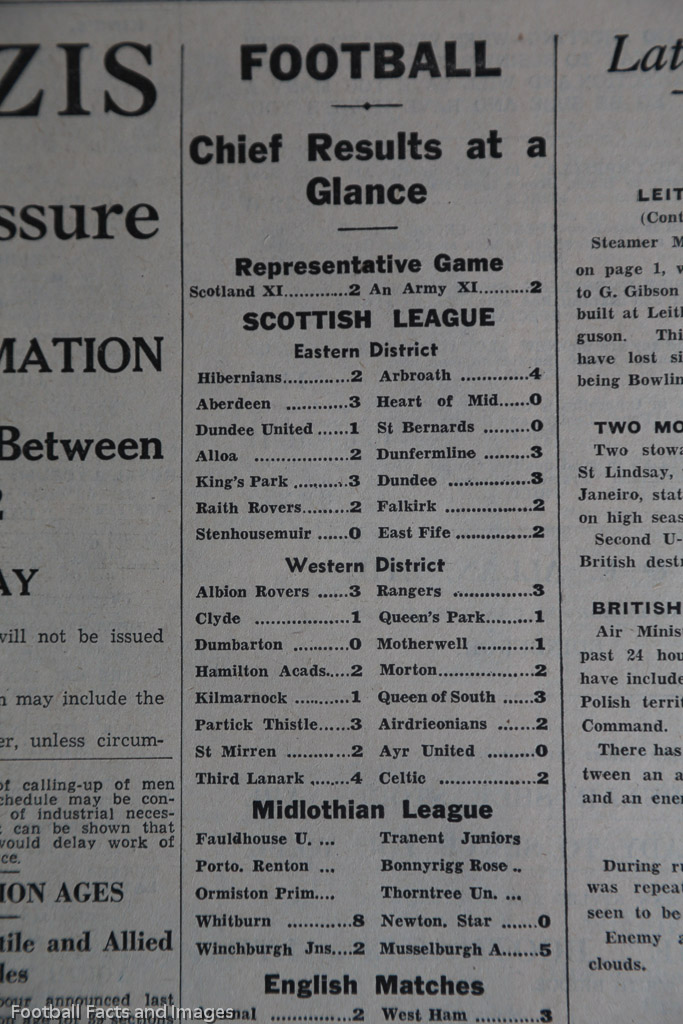 ZIS
ssure
MATION
Between
AY
will not be issued
n may include the
er, unless circum-
of calling-up of men
chedule may be con-
of industrial neces-
can be shown that
would delay work of
ce.
ION AGES
tile and Allied
les
our announced last
FOOTBALL
Chief Results at a
Glance
Representative Game
Scotland XI............2 An Army XI..........2
SCOTTISH LEAGUE
Eastern District
Hibernians............2 Arbroath ............4
Aberdeen ...........3 Heart of Mid......0
Dundee United ......1 St Bernards .........0
Alloa ..................2 Dunfermline ........3
King's Park .........3 Dundee ..............3
Raith Rovers.........2 Falkirk ..............2
Stenhousemuir ......0 East Fife .............2
Western District
Albion Rovers ......3 Rangers .............3
Clyde .................1 Queen's Park........1
Dumbarton ..........0 Motherwell ..........1
Hamilton Acads....2 Morton................2
Kilmarnock .........1 Queen of South ......3
Partick Thistle......3 Airdrieonians ......2
St Mirren ............2 Ayr United ..........0
Third Lanark .......4 Celtic .................2
Midlothian League
Fauldhouse U. ... Tranent Juniors
Porto. Renton ... Bonnyrigg Rose ..
Ormiston Prim.... Thorntree Un. ...
Whitburn ............8 Newton. Star .......0
Winchburgh Jns....2 Musselburgh A.......5
English Matches
nal ..................2 West Ham ...........3
Lat
LEIT
(Cont
Steamer M
on page 1, w
to G. Gibson
built at Leith
guson. Thi
have lost si
being Bowlin
TWO MO
Two stowa
St Lindsay,
Janeiro, stat
on high seas
Second U-
British destr
BRITISH
Air Minis
past 24 hou
have include
Polish territ
Command.
There has
tween an a
and an ene
During r
was repea
seen to be
Enemy a
clouds.
Football Facts and Images